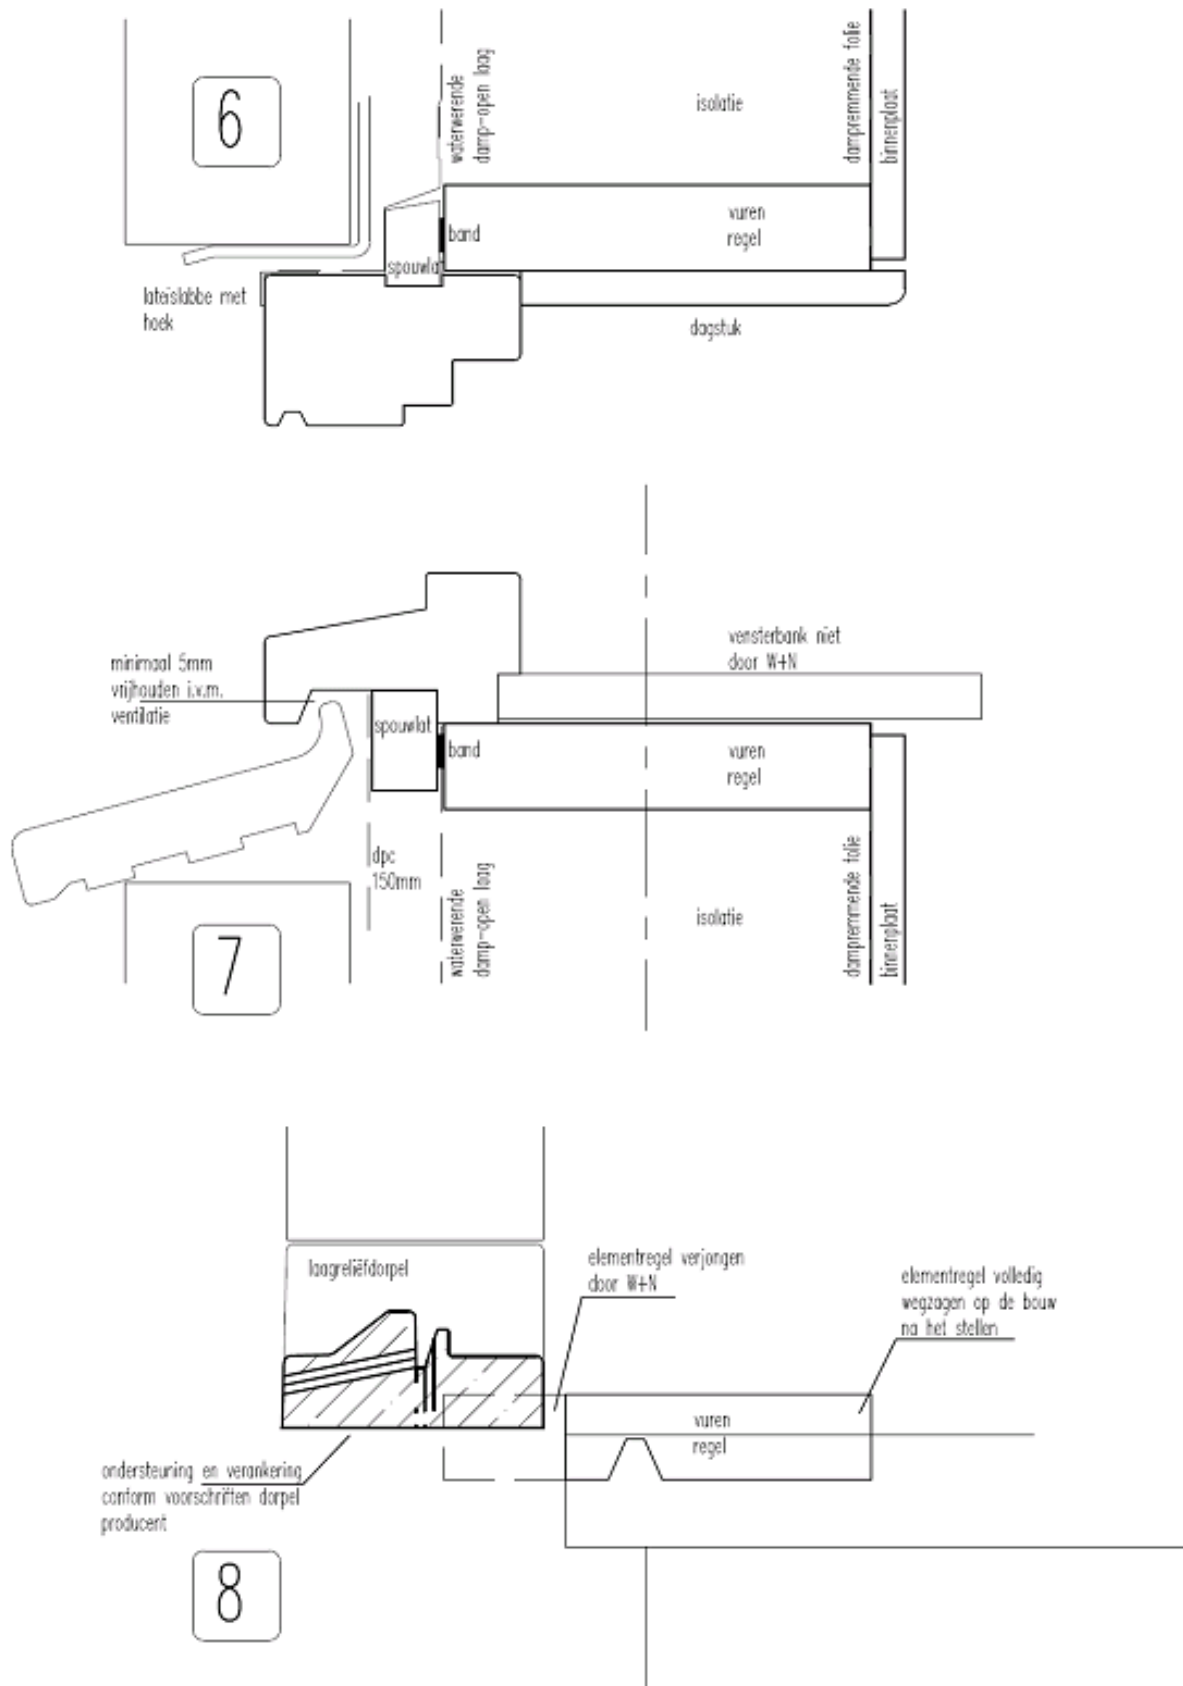 6
waterwerende
damp-open laag
isolatie
dampremmende folie
binnenplaat
vuren
regel
band
spouwlat
lateislabbe met
hoek
dagstuk
minimaal 5mm
vrijhouden i.v.m.
ventilatie
vensterbank niet
door W+N
spouwlat
band
vuren
regel
dpc
150mm
waterwerende
damp-open laag
isolatie
dampremmende folie
binnenplaat
7
laagreliëfdorpel
elementregel verjongen
door W+N
elementregel volledig
wegzagen op de bouw
na het stellen
vuren
regel
ondersteuning en verankering
conform voorschriften dorpel
producent
8